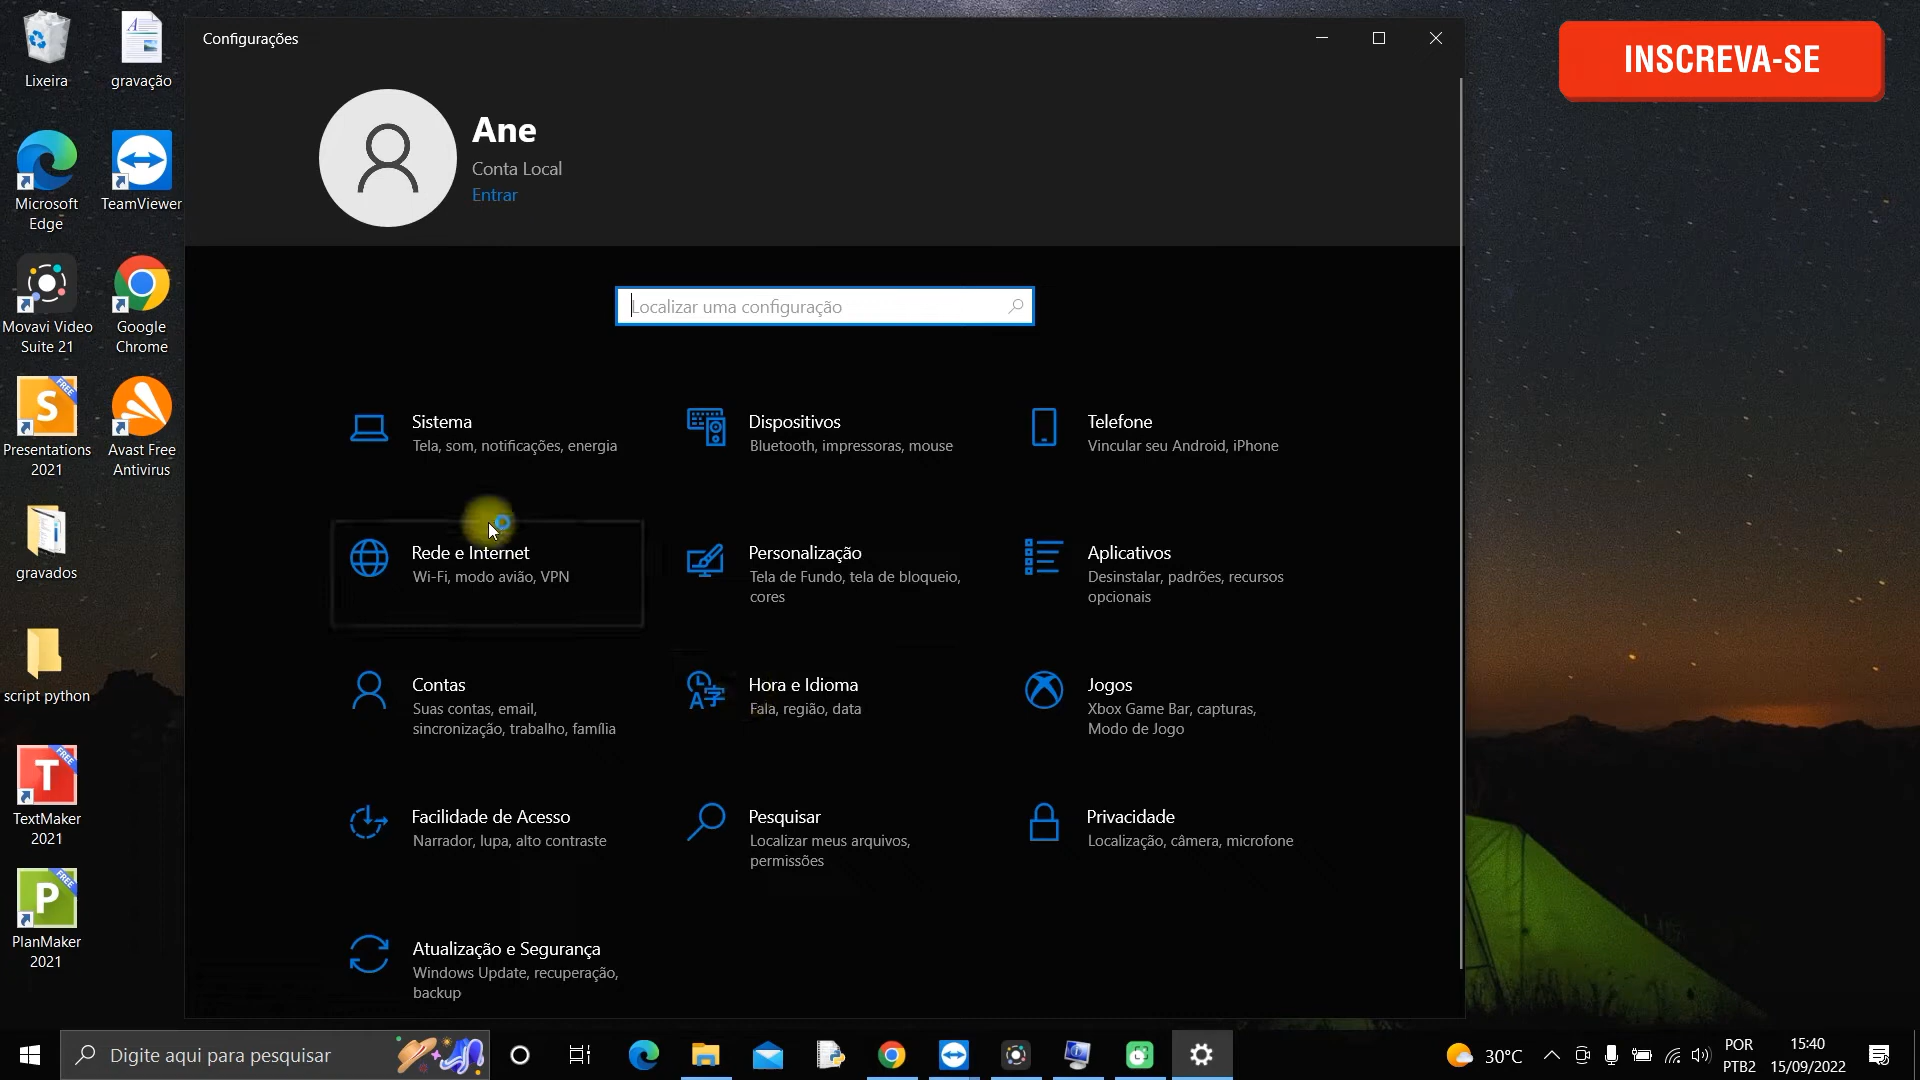 Lixeira
gravação
Microsoft
Edge
TeamViewer
Movavi Video
Suite 21
Google
Chrome
FREE
S
Presentations
2021
Avast Free
Antivirus
gravados
script python
FREE
T
TextMaker
2021
FREE
P
PlanMaker
2021
Configurações
Ane
Conta Local
Entrar
Localizar uma configuração
Sistema
Tela, som, notificações, energia
Dispositivos
Bluetooth, impressoras, mouse
Telefone
Vincular seu Android, iPhone
Rede e Internet
Wi-Fi, modo avião, VPN
Personalização
Tela de Fundo, tela de bloqueio,
cores
Aplicativos
Desinstalar, padrões, recursos
opcionais
Contas
Suas contas, email,
sincronização, trabalho, família
Hora e Idioma
Fala, região, data
Jogos
Xbox Game Bar, capturas,
Modo de Jogo
Facilidade de Acesso
Narrador, lupa, alto contraste
Pesquisar
Localizar meus arquivos,
permissões
Privacidade
Localização, câmera, microfone
Atualização e Segurança
Windows Update, recuperação,
backup
INSCREVA-SE
Digite aqui para pesquisar
30°C
POR
PTB2
15:40
15/09/2022